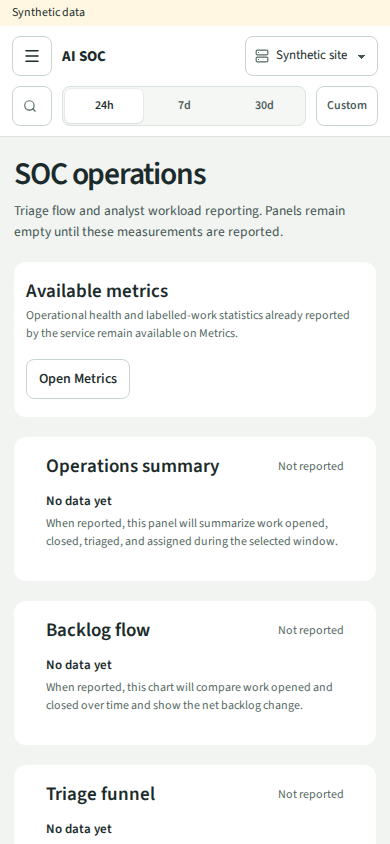 Synthetic data
AI SOC
Synthetic site
24h
7d
30d
Custom
SOC operations
Triage flow and analyst workload reporting. Panels remain
empty until these measurements are reported.
Available metrics
Operational health and labelled-work statistics already reported
by the service remain available on Metrics.
Open Metrics
Operations summary
Not reported
No data yet
When reported, this panel will summarize work opened,
closed, triaged, and assigned during the selected window.
Backlog flow
Not reported
No data yet
When reported, this chart will compare work opened and
closed over time and show the net backlog change.
Triage funnel
Not reported
No data yet